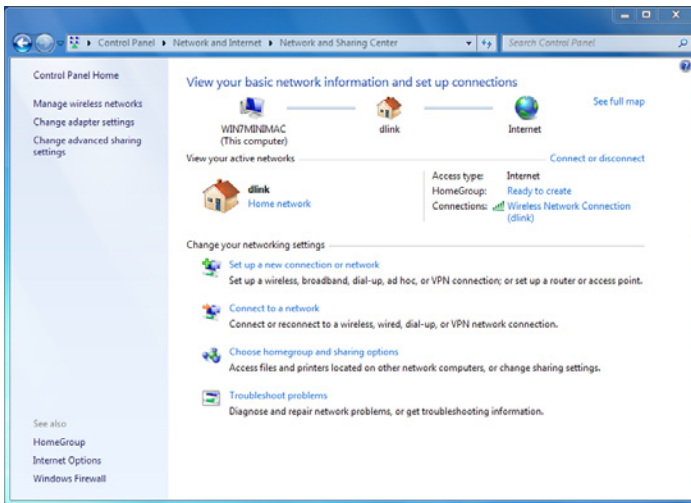 Control Panel ▸ Network and Internet ▸ Network and Sharing Center
Search Control Panel
Control Panel Home
Manage wireless networks
Change adapter settings
Change advanced sharing
settings
See also
HomeGroup
Internet Options
Windows Firewall
View your basic network information and set up connections
See full map
WIN7MINIMAC
(This computer)
dlink
Internet
View your active networks
Connect or disconnect
dlink
Home network
Access type: Internet
HomeGroup: Ready to create
Connections: Wireless Network Connection
(dlink)
Change your networking settings
Set up a new connection or network
Set up a wireless, broadband, dial-up, ad hoc, or VPN connection; or set up a router or access point.
Connect to a network
Connect or reconnect to a wireless, wired, dial-up, or VPN network connection.
Choose homegroup and sharing options
Access files and printers located on other network computers, or change sharing settings.
Troubleshoot problems
Diagnose and repair network problems, or get troubleshooting information.